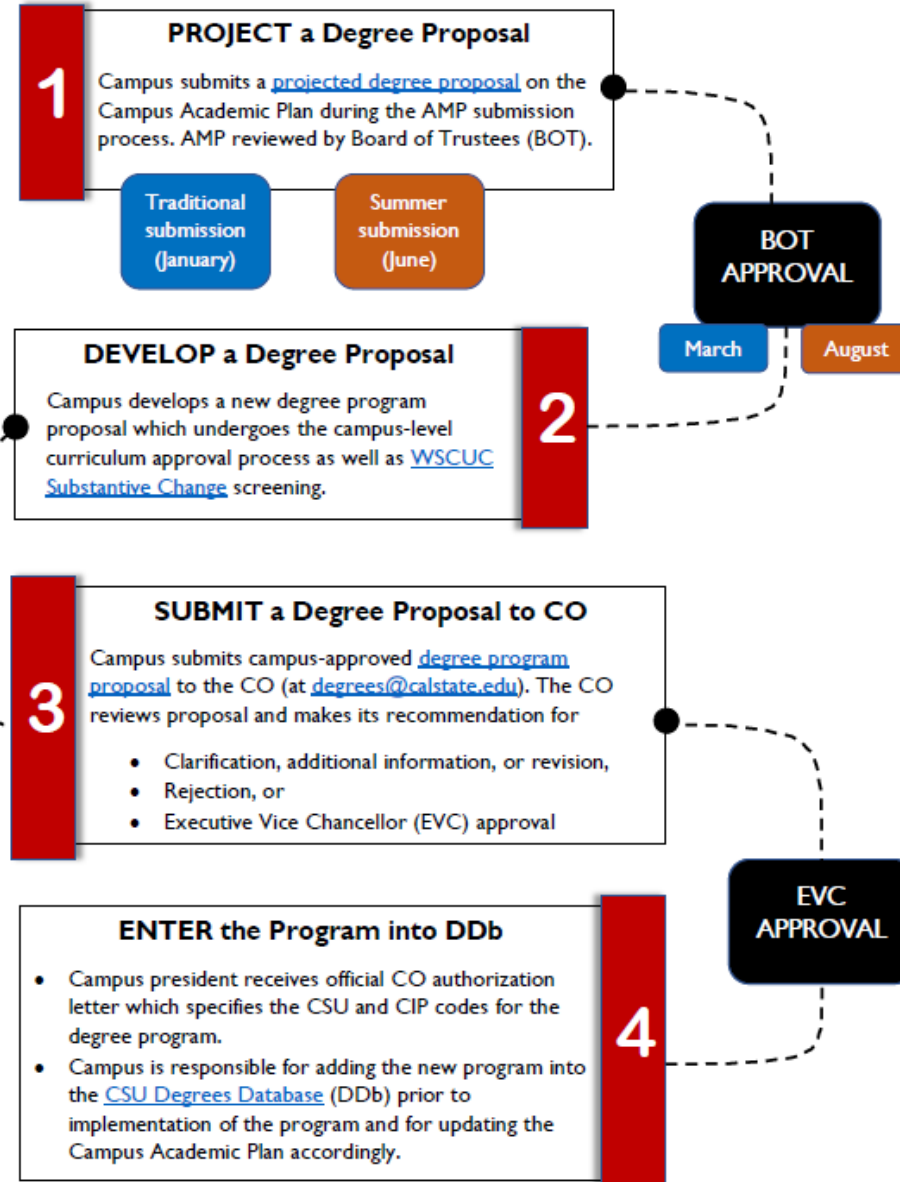 1
PROJECT a Degree Proposal
Campus submits a projected degree proposal on the
Campus Academic Plan during the AMP submission
process. AMP reviewed by Board of Trustees (BOT).
Traditional
submission
(January)
Summer
submission
(June)
BOT
APPROVAL
March
August
DEVELOP a Degree Proposal
Campus develops a new degree program
proposal which undergoes the campus-level
curriculum approval process as well as WSCUC
Substantive Change screening.
2
3
SUBMIT a Degree Proposal to CO
Campus submits campus-approved degree program
proposal to the CO (at degrees@calstate.edu). The CO
reviews proposal and makes its recommendation for
• Clarification, additional information, or revision,
• Rejection, or
• Executive Vice Chancellor (EVC) approval
EVC
APPROVAL
ENTER the Program into DDb
• Campus president receives official CO authorization
letter which specifies the CSU and CIP codes for the
degree program.
• Campus is responsible for adding the new program into
the CSU Degrees Database (DDb) prior to
implementation of the program and for updating the
Campus Academic Plan accordingly.
4